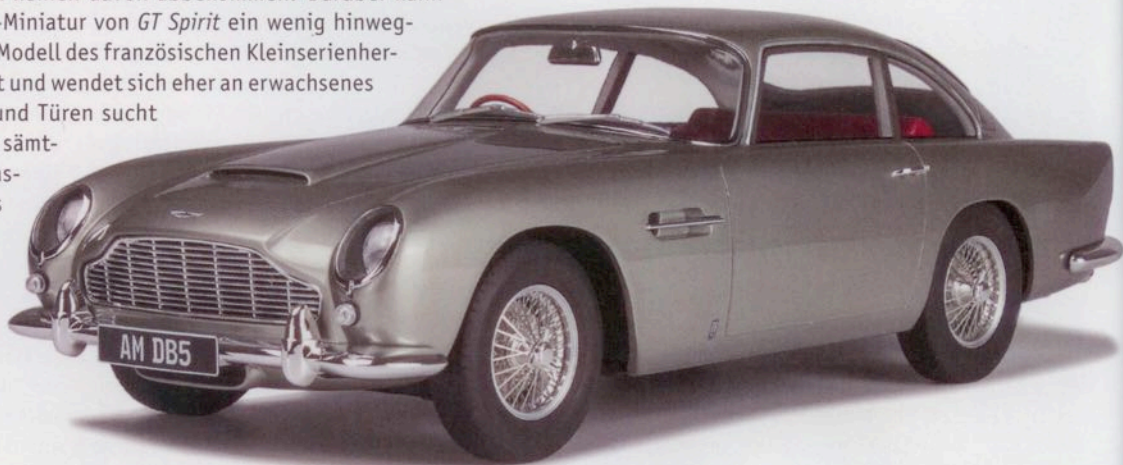 -Miniatur von GT Spirit ein wenig hinweg-
Modell des französischen Kleinserienher-
t und wendet sich eher an erwachsenes
und Türen sucht
sämt-
s-
s
AM DB5